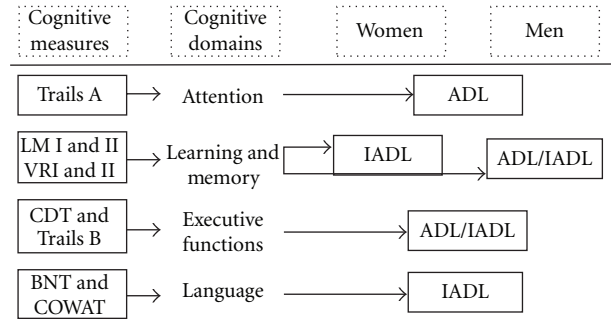 Cognitive measures Cognitive domains Women Men
Trails A Attention ADL
LM I and II
VRI and II
Learning and
memory
IADL ADL/IADL
CDT and
Trails B
Executive
functions
ADL/IADL
BNT and
COWAT
Language IADL